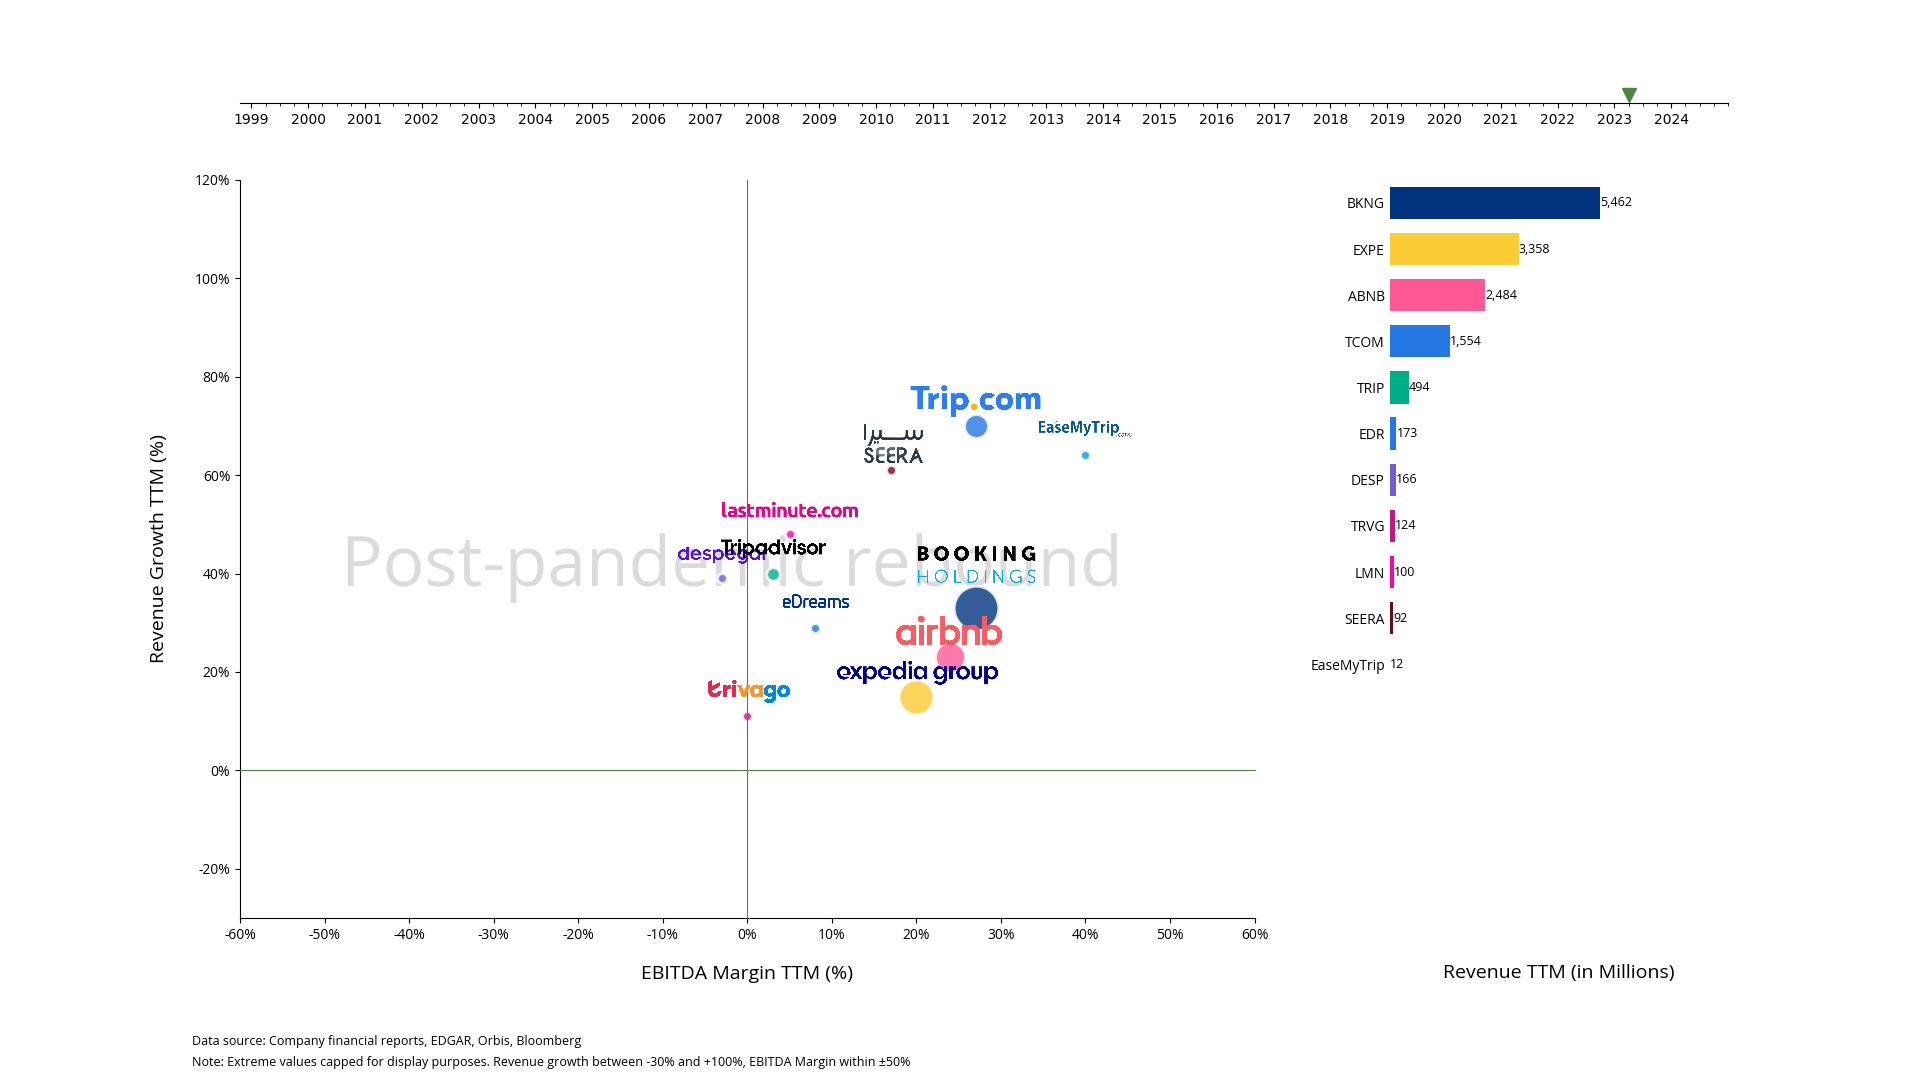 1999 2000 2001 2002 2003 2004 2005 2006 2007 2008 2009 2010 2011 2012 2013 2014 2015 2016 2017 2018 2019 2020 2021 2022 2023 2024
Revenue Growth TTM (%)
120%
100%
80%
60%
40%
20%
0%
-20%
Post-pandemic rebound
Trip.com
EaseMyTrip.com
سيرا
SEERA
lastminute.com
Tripadvisor
despegar
BOOKING
HOLDINGS
eDreams
airbnb
expedia group
trivago
-60% -50% -40% -30% -20% -10% 0% 10% 20% 30% 40% 50% 60%
EBITDA Margin TTM (%)
BKNG 5,462
EXPE 3,358
ABNB 2,484
TCOM 1,554
TRIP 494
EDR 173
DESP 166
TRVG 124
LMN 100
SEERA 92
EaseMyTrip 12
Revenue TTM (in Millions)
Data source: Company financial reports, EDGAR, Orbis, Bloomberg
Note: Extreme values capped for display purposes. Revenue growth between -30% and +100%, EBITDA Margin within ±50%